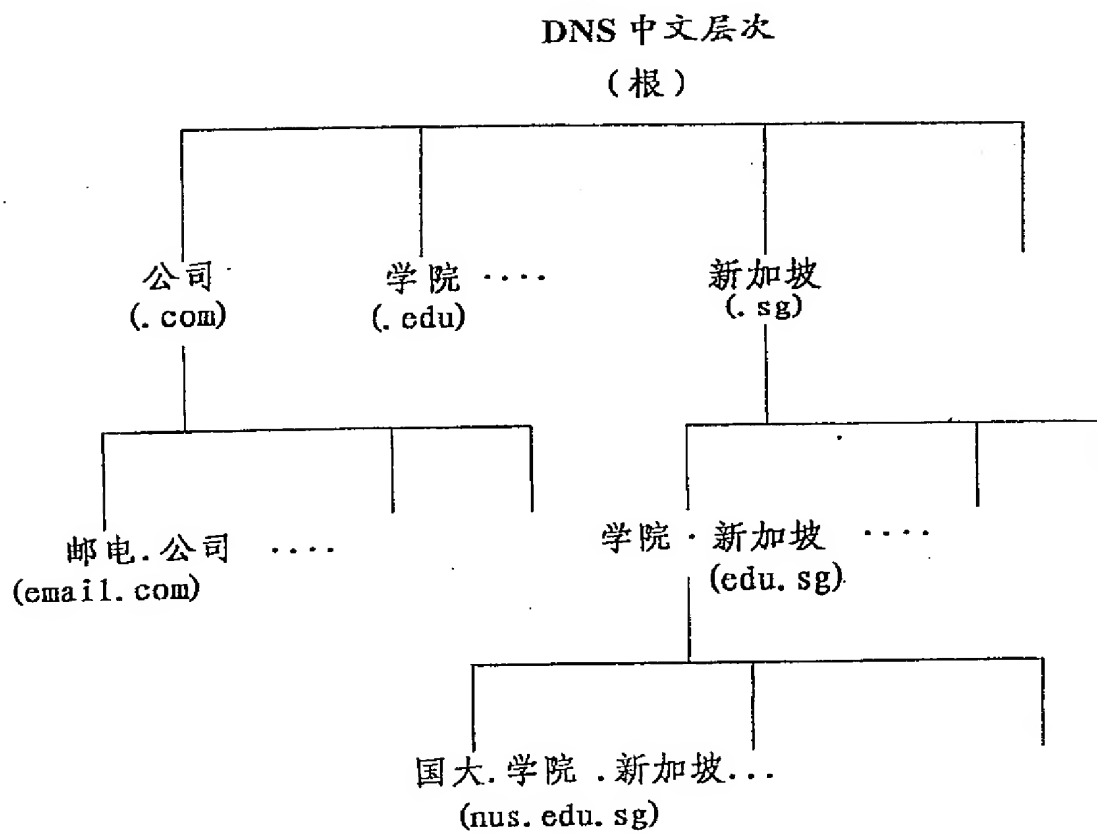 DNS 中文层次
(根)
公司 学院 ···· 新加坡
(.com) (.edu) (.sg)
邮电.公司 ···· 学院·新加坡 ····
(email.com) (edu.sg)
国大.学院.新加坡...
(nus.edu.sg)